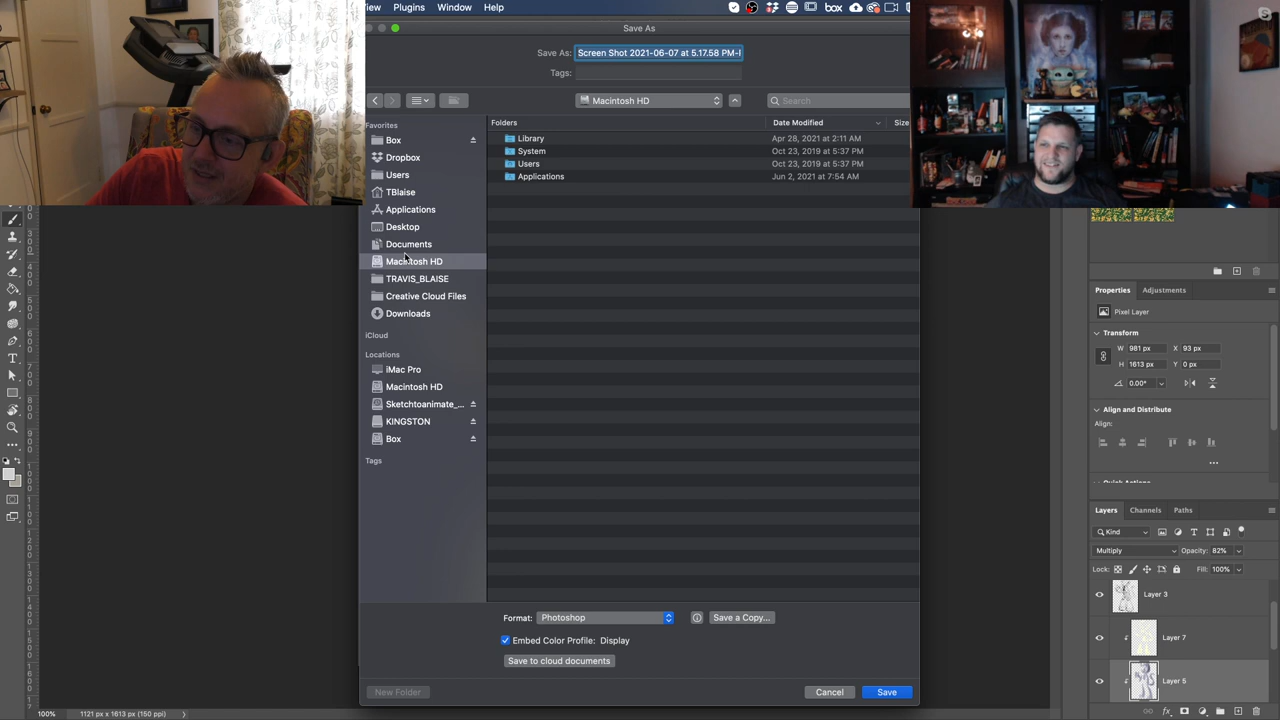 View Plugins Window Help box
Save As
Save As: Screen Shot 2021-06-07 at 5.17.58 PM-I
Tags:
Macintosh HD
Search
Favorites
Box
Dropbox
Users
TBlaise
Applications
Desktop
Documents
Macintosh HD
TRAVIS_BLAISE
Creative Cloud Files
Downloads
iCloud
Locations
iMac Pro
Macintosh HD
Sketchtoanimate_...
KINGSTON
Box
Tags
Folders Date Modified Size
Library Apr 28, 2021 at 2:11 AM
System Oct 23, 2019 at 5:37 PM
Users Oct 23, 2019 at 5:37 PM
Applications Jun 2, 2021 at 7:54 AM
Format: Photoshop
Save a Copy...
Embed Color Profile: Display
Save to cloud documents
New Folder
Cancel
Save
Properties Adjustments
Pixel Layer
Transform
W 981 px X 93 px
H 1613 px Y 0 px
0.00°
Align and Distribute
Align:
...
Layers Channels Paths
Kind
Multiply Opacity: 82%
Lock: Fill: 100%
Layer 3
Layer 7
Layer 5
fx
100% 1121 px x 1613 px (150 ppi)